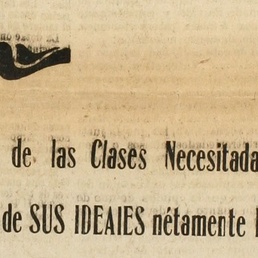 de las Clases Necesitada
de SUS IDEAIES nétamente